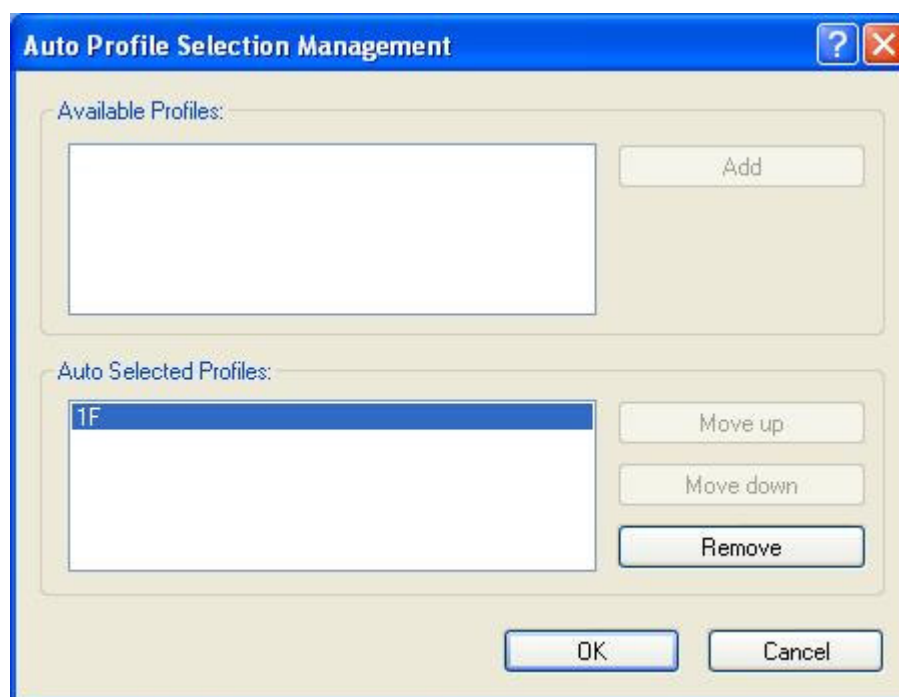 Auto Profile Selection Management
Available Profiles:
Add
Auto Selected Profiles:
1F
Move up
Move down
Remove
OK
Cancel